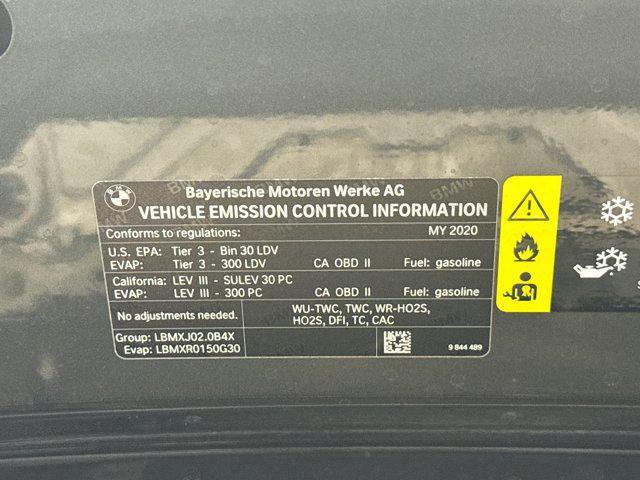 BMW
Bayerische Motoren Werke AG
VEHICLE EMISSION CONTROL INFORMATION
Conforms to regulations: MY 2020
U.S. EPA: Tier 3 - Bin 30 LDV
EVAP: Tier 3 - 300 LDV CA OBD II Fuel: gasoline
California: LEV III - SULEV 30 PC
EVAP: LEV III - 300 PC CA OBD II Fuel: gasoline
No adjustments needed. WU-TWC, TWC, WR-HO2S,
HO2S, DFI, TC, CAC
Group: LBMXJ02.0B4X
Evap: LBMXR0150G30 9 844 489